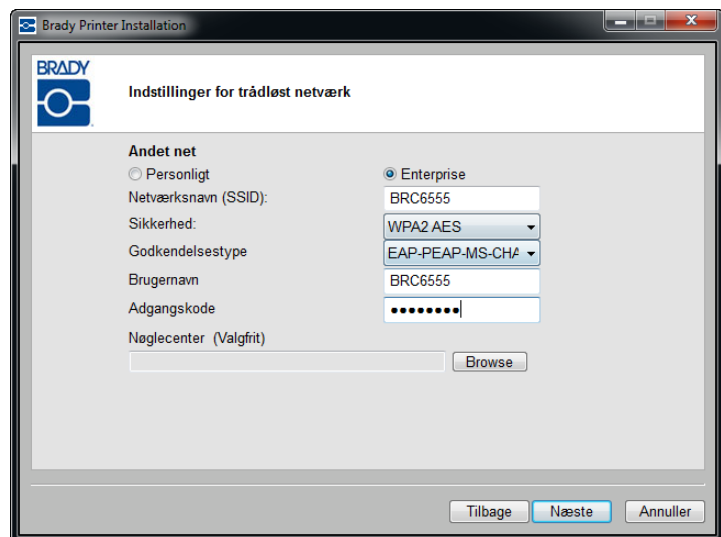 Brady Printer Installation
BRADY
Indstillinger for trådløst netværk
Andet net
Personligt Enterprise
Netværksnavn (SSID): BRC6555
Sikkerhed: WPA2 AES
Godkendelsestype EAP-PEAP-MS-CHA
Brugernavn BRC6555
Adgangskode ••••••••
Nøglecenter (Valgfrit)
Browse
Tilbage Næste Annuller